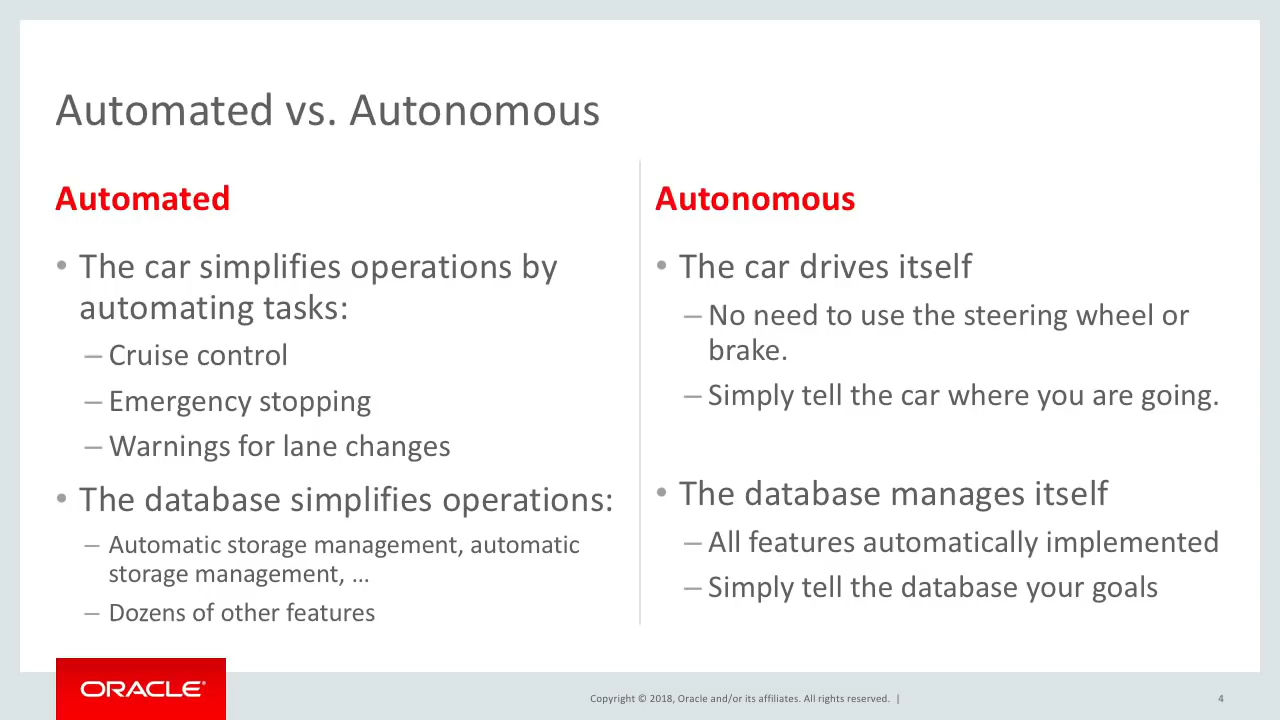 Automated vs. Autonomous
Automated
• The car simplifies operations by
automating tasks:
– Cruise control
– Emergency stopping
– Warnings for lane changes
• The database simplifies operations:
– Automatic storage management, automatic
storage management, …
– Dozens of other features
Autonomous
• The car drives itself
– No need to use the steering wheel or
brake.
– Simply tell the car where you are going.
• The database manages itself
– All features automatically implemented
– Simply tell the database your goals
ORACLE®
Copyright © 2018, Oracle and/or its affiliates. All rights reserved. |
4